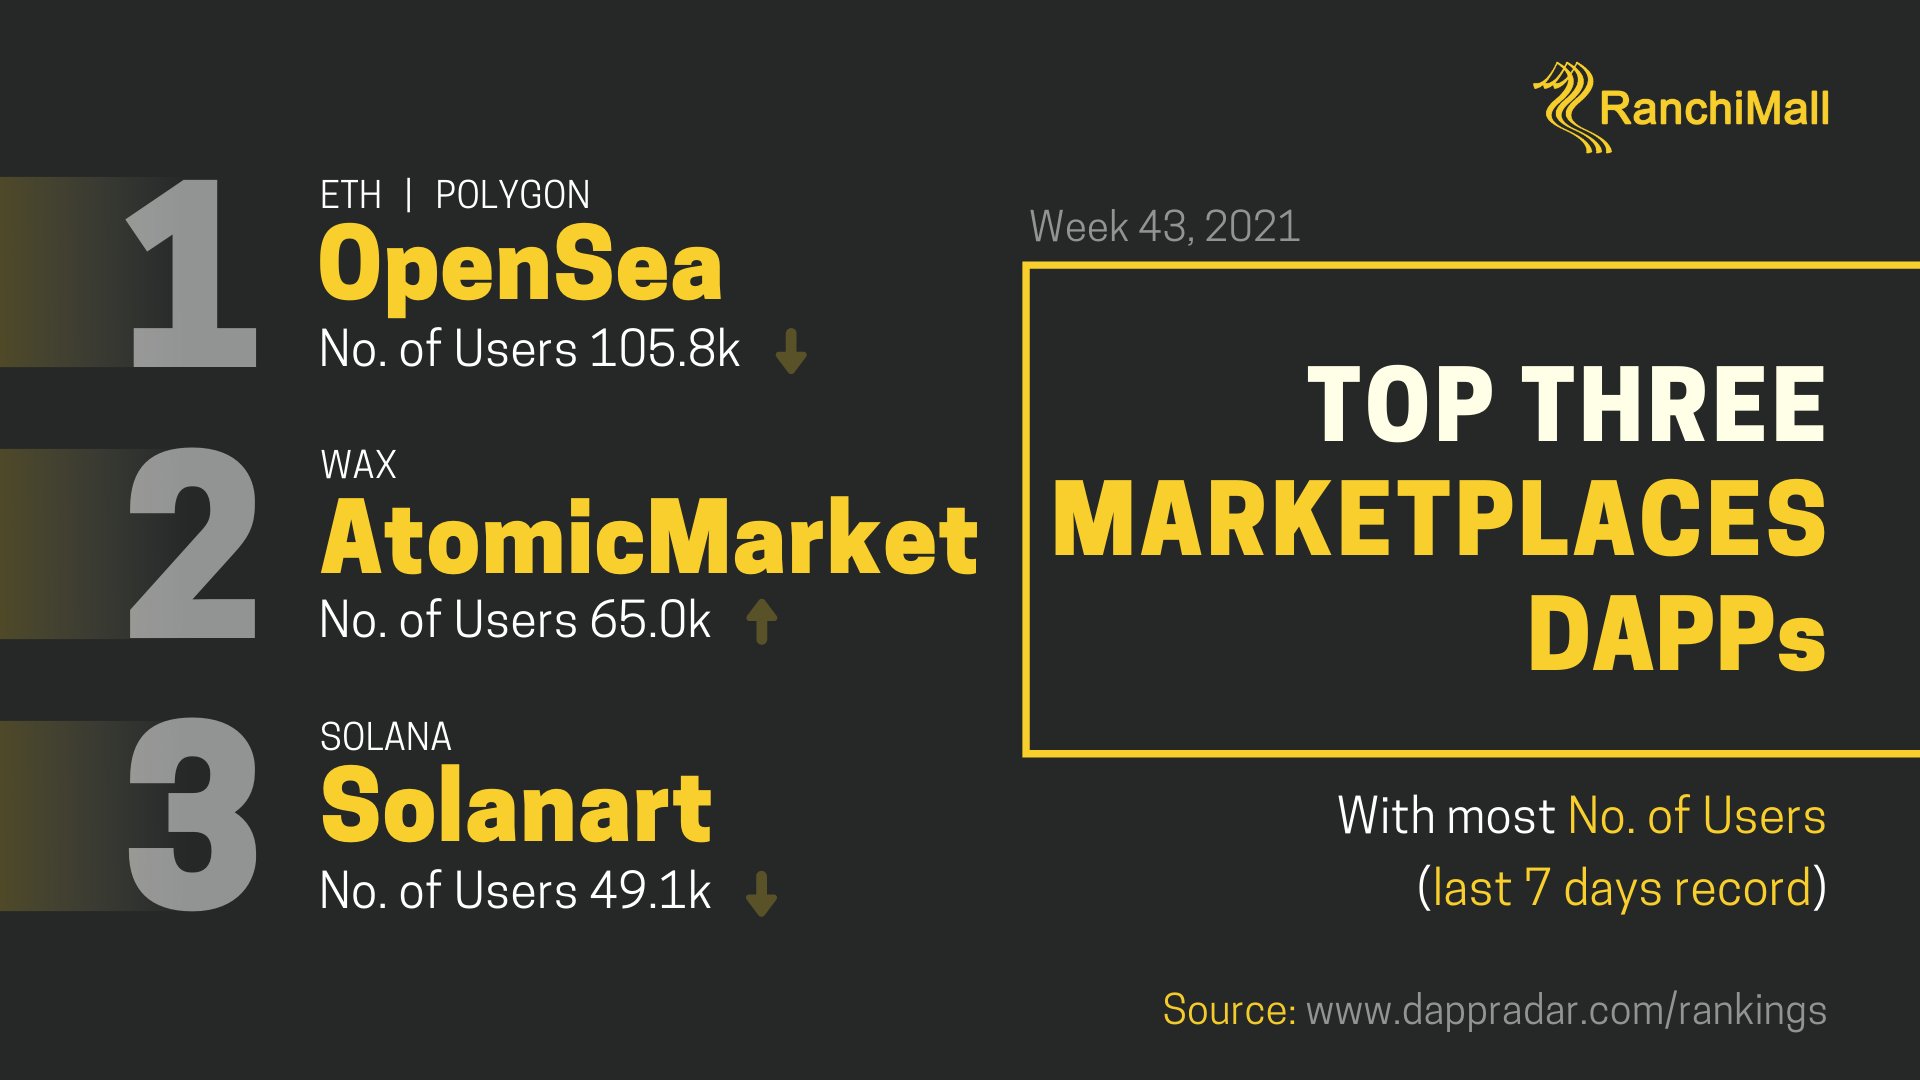 RanchiMall
Week 43, 2021
TOP THREE
MARKETPLACES
DAPPs
With most No. of Users
(last 7 days record)
1
ETH | POLYGON
OpenSea
No. of Users 105.8k
2
WAX
AtomicMarket
No. of Users 65.0k
3
SOLANA
Solanart
No. of Users 49.1k
Source: www.dappradar.com/rankings